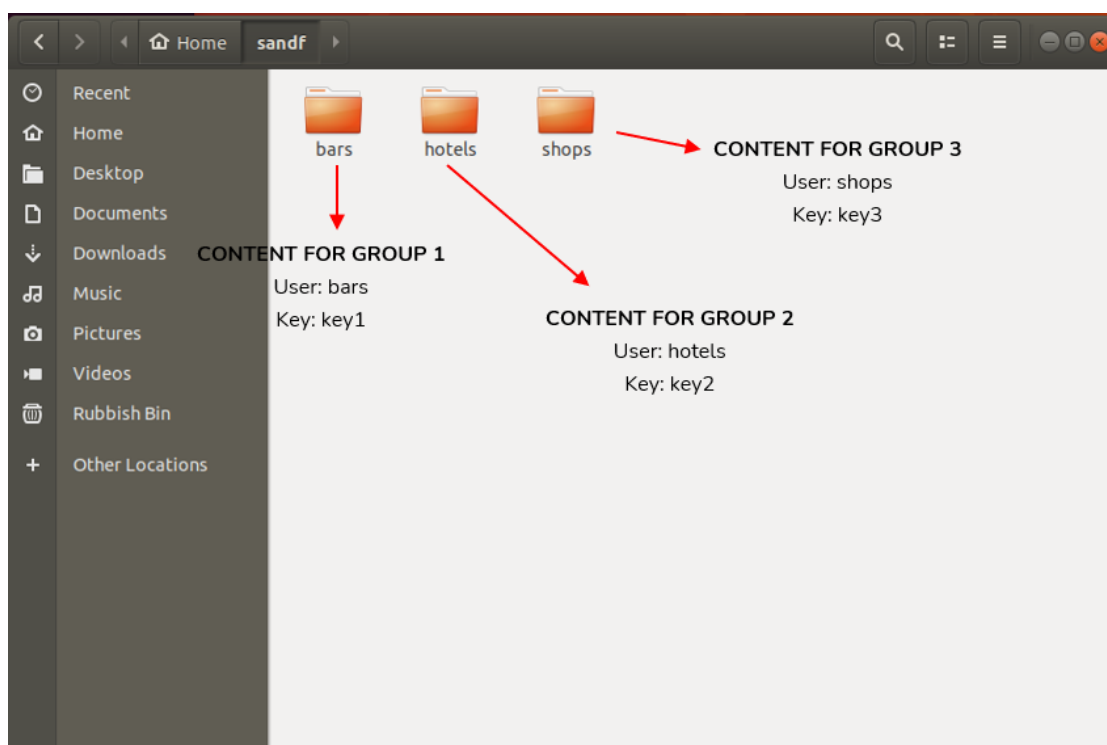 Home sandf
Recent
Home
Desktop
Documents
Downloads
Music
Pictures
Videos
Rubbish Bin
Other Locations
bars hotels shops
CONTENT FOR GROUP 3
User: shops
Key: key3
CONTENT FOR GROUP 1
User: bars
Key: key1
CONTENT FOR GROUP 2
User: hotels
Key: key2